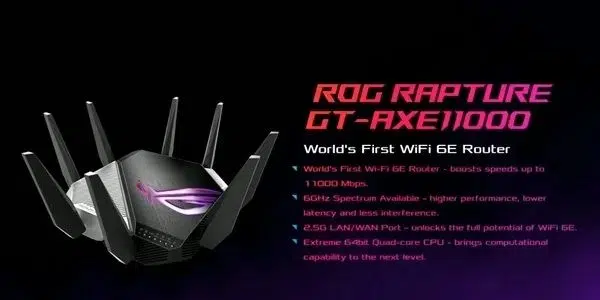 ROG RAPTURE
GT-AXE11000
World's First WiFi 6E Router
World's First Wi-Fi 6E Router - boosts speeds up to
11000 Mbps.
6GHz Spectrum Available - higher performance, lower
latency and less interference.
2.5G LAN/WAN Port - unlocks the full potential of WiFi 6E.
Extreme 64bit Quad-core CPU - brings computational
capability to the next level.